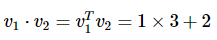 v₁ · v₂ = v₁ᵀv₂ = 1 × 3 + 2